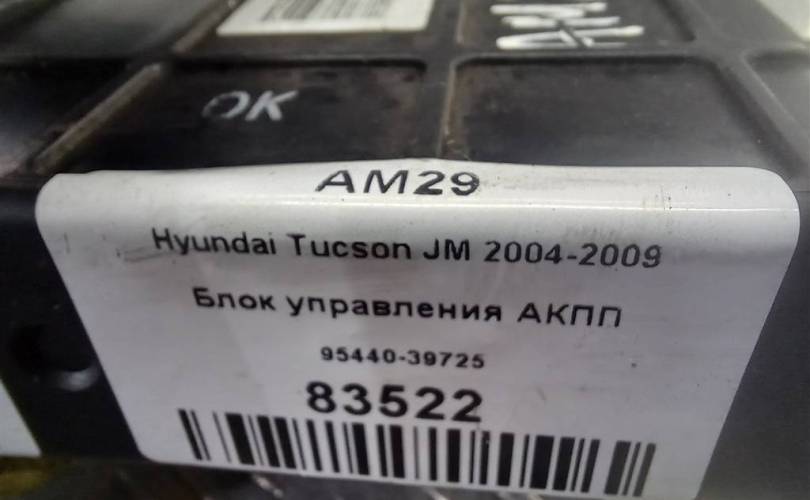 OK
AM29
Hyundai Tucson JM 2004-2009
Блок управления АКПП
95440-39725
83522